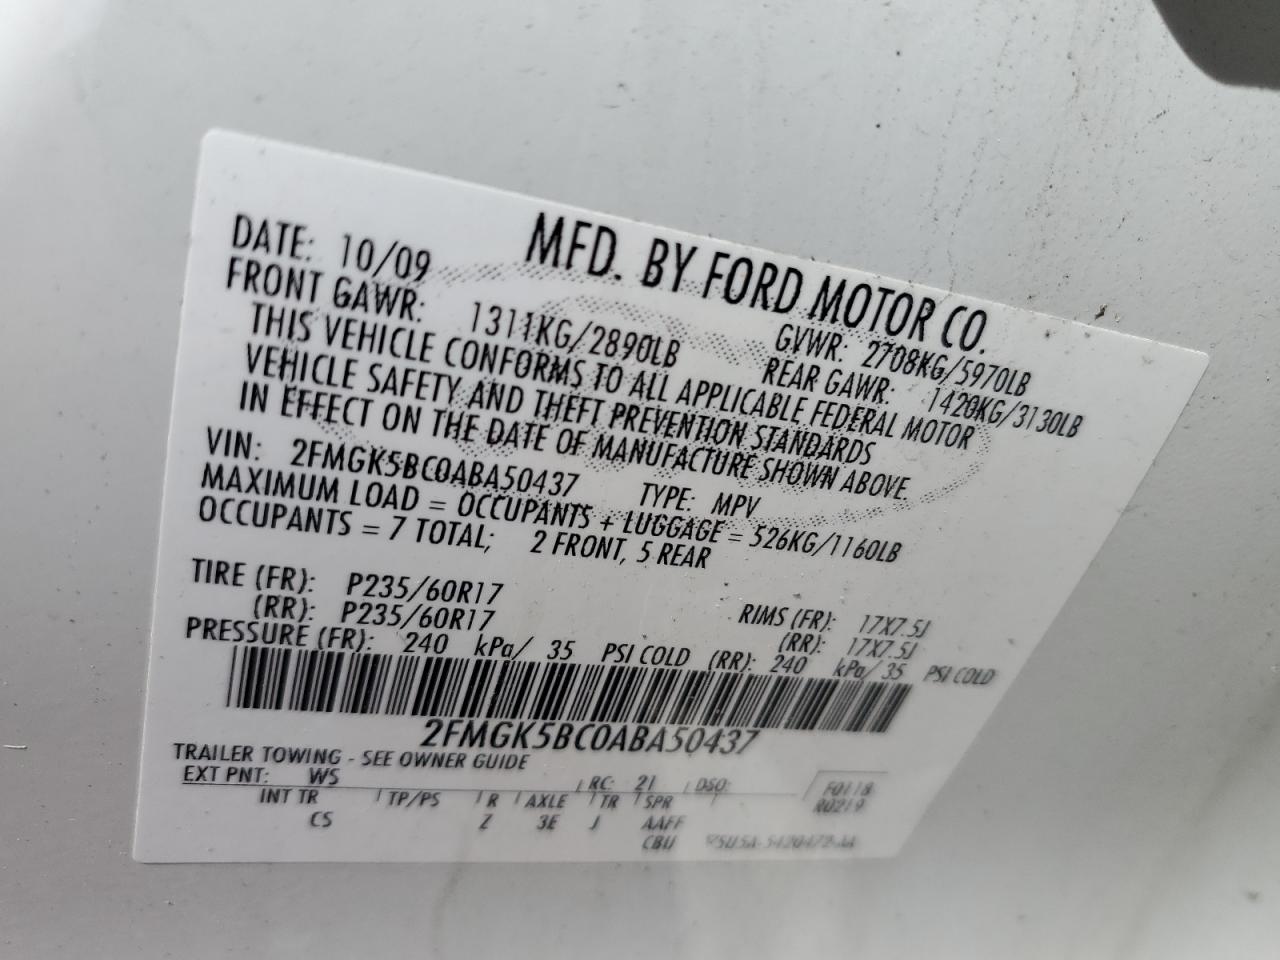 MFD. BY FORD MOTOR CO.
DATE: 10/09 GVWR: 2708KG/5970LB
FRONT GAWR: 1311KG/2890LB REAR GAWR: 1420KG/3130LB
THIS VEHICLE CONFORMS TO ALL APPLICABLE FEDERAL MOTOR
VEHICLE SAFETY AND THEFT PREVENTION STANDARDS
IN EFFECT ON THE DATE OF MANUFACTURE SHOWN ABOVE.
VIN: 2FMGK5BC0ABA50437 TYPE: MPV
MAXIMUM LOAD = OCCUPANTS + LUGGAGE = 526KG/1160LB
OCCUPANTS = 7 TOTAL; 2 FRONT, 5 REAR
TIRE (FR): P235/60R17 RIMS (FR): 17X7.5J
(RR): P235/60R17 (RR): 17X7.5J
PRESSURE (FR): 240 kPa/ 35 PSI COLD (RR): 240 kPa/ 35 PSI COLD
2FMGK5BC0ABA50437
TRAILER TOWING - SEE OWNER GUIDE
EXT PNT: WS RC: 21 DSO: F0118
INT TR TP/PS R AXLE TR SPR R0219
CS Z 3E J AAFF
CBU